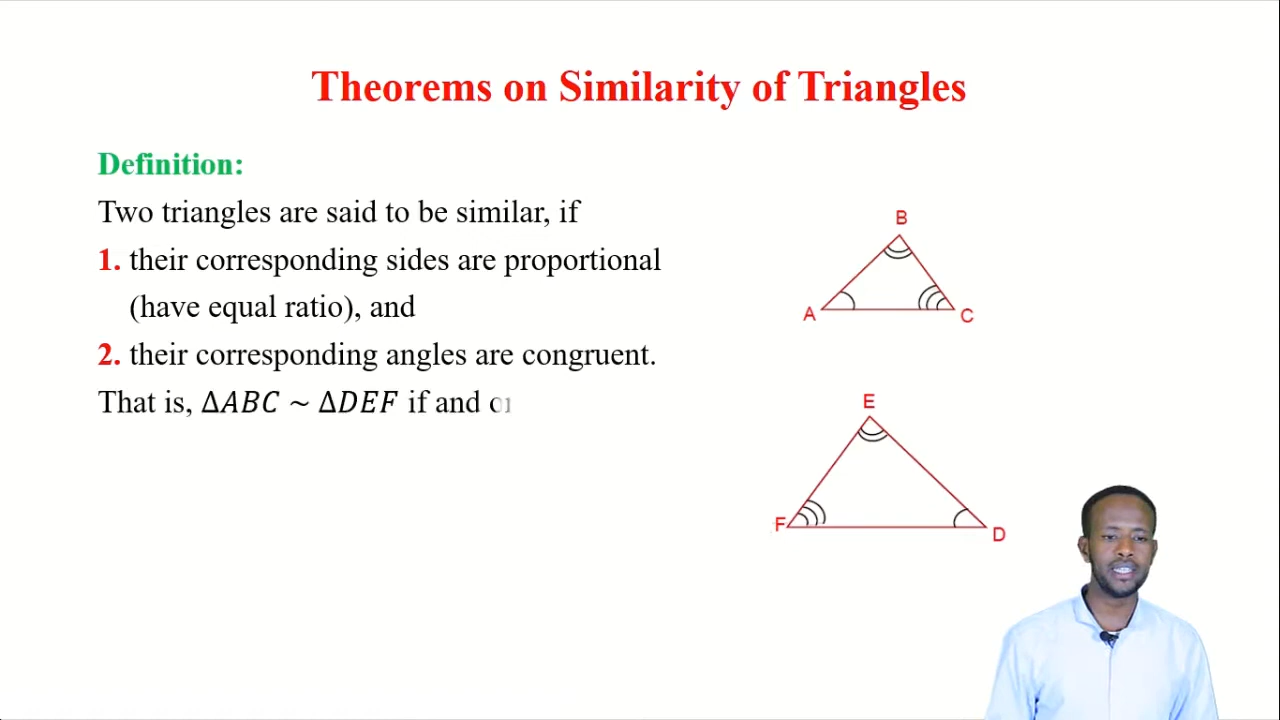 Theorems on Similarity of Triangles
Definition:
Two triangles are said to be similar, if
1. their corresponding sides are proportional
(have equal ratio), and
2. their corresponding angles are congruent.
That is, Δ𝐴𝐵𝐶 ~ Δ𝐷𝐸𝐹 if and
B
A
C
E
F
D